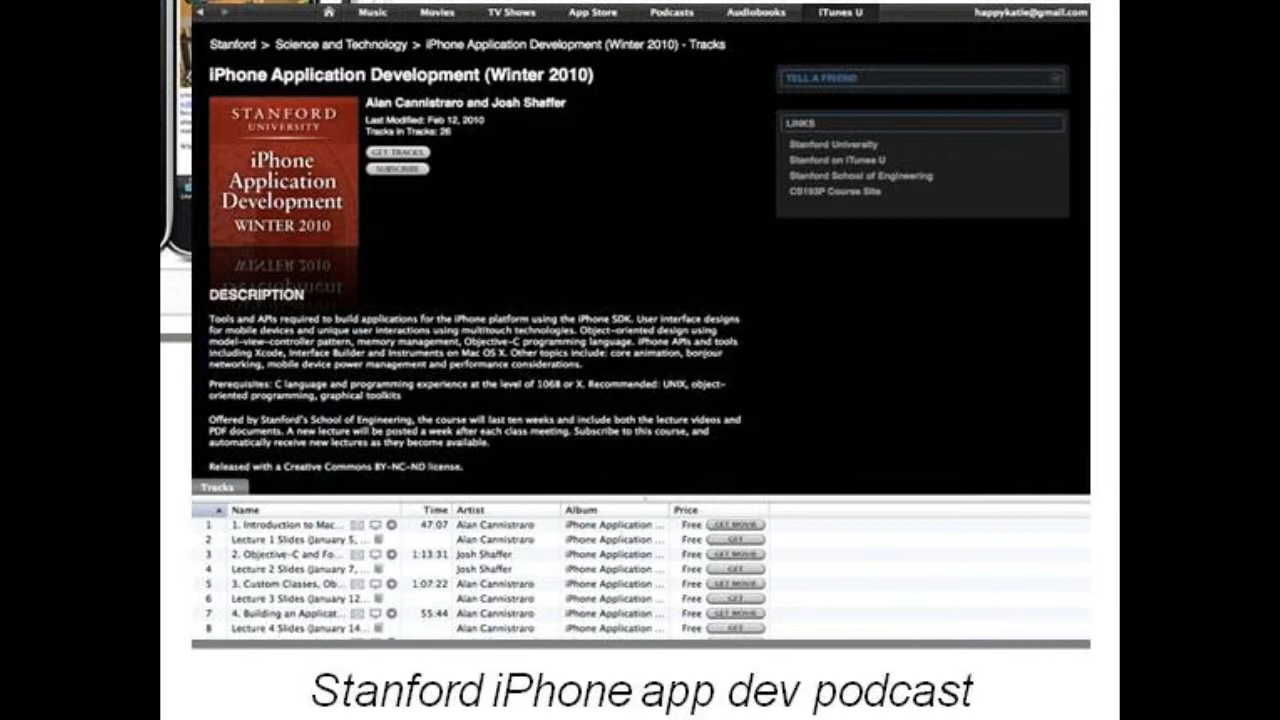 Music Movies TV Shows App Store Podcasts Audiobooks iTunes U happykatie@gmail.com
Stanford > Science and Technology > iPhone Application Development (Winter 2010) - Tracks
iPhone Application Development (Winter 2010)
TELL A FRIEND
STANFORD
UNIVERSITY
iPhone
Application
Development
WINTER 2010
Alan Cannistraro and Josh Shaffer
Last Modified: Feb 12, 2010
Tracks in Tracks: 26
GET TRACKS
SUBSCRIBE
LINKS
Stanford University
Stanford on iTunes U
Stanford School of Engineering
CS193P Course Site
DESCRIPTION
Tools and APIs required to build applications for the iPhone platform using the iPhone SDK. User interface designs
for mobile devices and unique user interactions using multitouch technologies. Object-oriented design using
model-view-controller pattern, memory management, Objective-C programming language. iPhone APIs and tools
including Xcode, Interface Builder and Instruments on Mac OS X. Other topics include: core animation, bonjour
networking, mobile device power management and performance considerations.
Prerequisites: C language and programming experience at the level of 106B or X. Recommended: UNIX, object-
oriented programming, graphical toolkits
Offered by Stanford's School of Engineering, the course will last ten weeks and include both the lecture videos and
PDF documents. A new lecture will be posted a week after each class meeting. Subscribe to this course, and
automatically receive new lectures as they become available.
Released with a Creative Commons BY-NC-ND license.
Tracks
Name Time Artist Album Price
1 1. Introduction to Mac... 47:07 Alan Cannistraro iPhone Application ... Free GET MOVIE
2 Lecture 1 Slides (January 5, ... Alan Cannistraro iPhone Application ... Free GET
3 2. Objective-C and Fo... 1:13:31 Josh Shaffer iPhone Application ... Free GET MOVIE
4 Lecture 2 Slides (January 7, ... Josh Shaffer iPhone Application ... Free GET
5 3. Custom Classes, Ob... 1:07:22 Alan Cannistraro iPhone Application ... Free GET MOVIE
6 Lecture 3 Slides (January 12... Alan Cannistraro iPhone Application ... Free GET
7 4. Building an Applicat... 55:44 Alan Cannistraro iPhone Application ... Free GET MOVIE
8 Lecture 4 Slides (January 14... Alan Cannistraro iPhone Application ... Free GET
Stanford iPhone app dev podcast